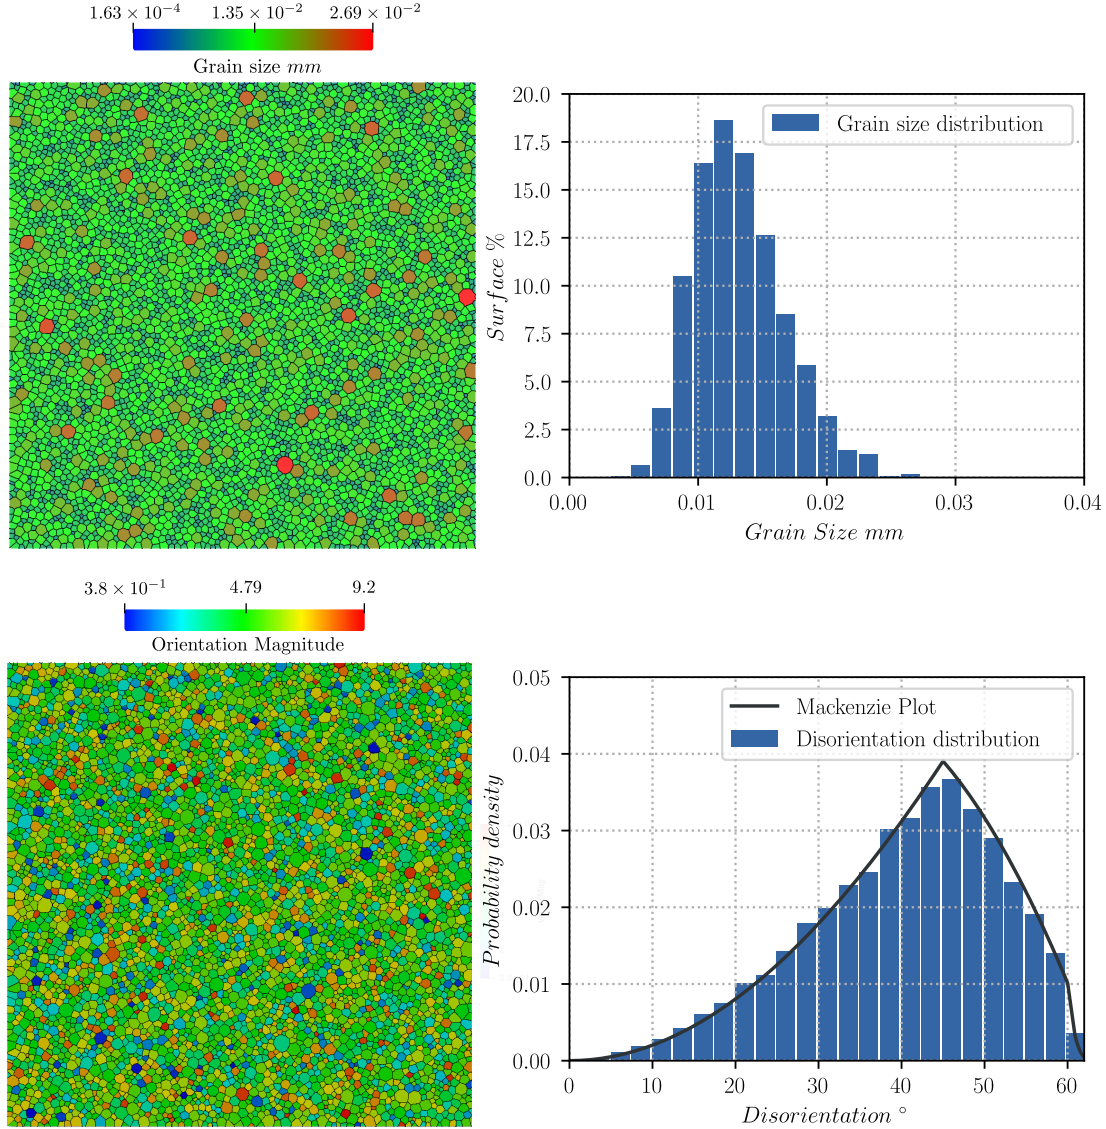 1.63 × 10⁻⁴ 1.35 × 10⁻² 2.69 × 10⁻²
Grain size mm
20.0
17.5
15.0
12.5
10.0
7.5
5.0
2.5
0.0
Surface %
Grain size distribution
0.00 0.01 0.02 0.03 0.04
Grain Size mm
3.8 × 10⁻¹ 4.79 9.2
Orientation Magnitude
0.05
0.04
0.03
0.02
0.01
0.00
Probability density
Mackenzie Plot
Disorientation distribution
0 10 20 30 40 50 60
Disorientation °